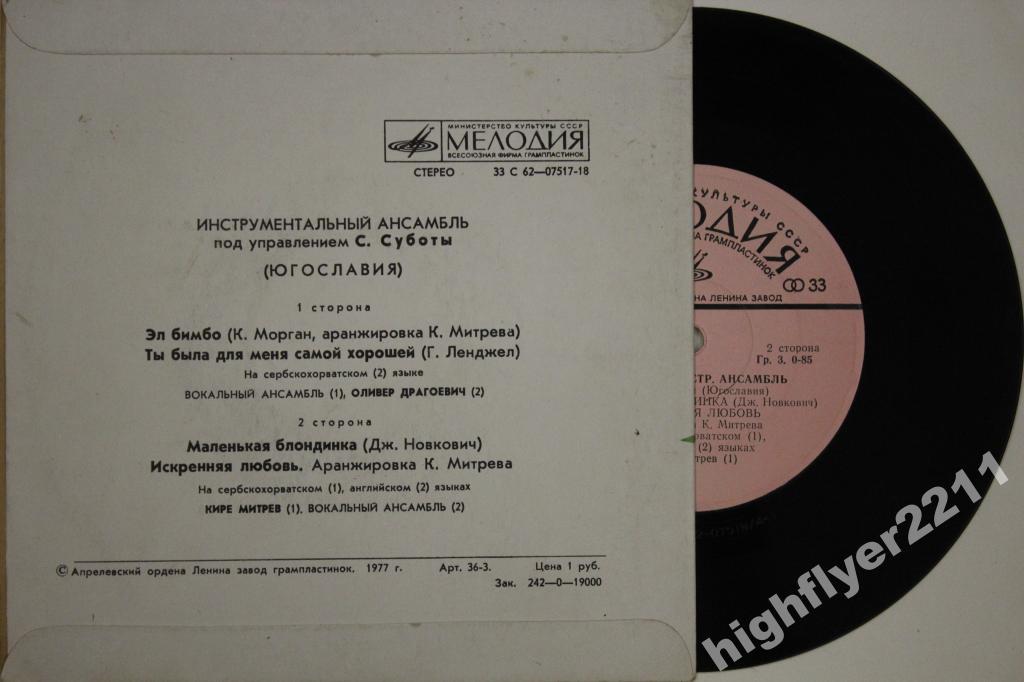 МИНИСТЕРСТВО КУЛЬТУРЫ СССР
МЕЛОДИЯ
ВСЕСОЮЗНАЯ ФИРМА ГРАМПЛАСТИНОК
СТЕРЕО 33 С 62—07517-18
ИНСТРУМЕНТАЛЬНЫЙ АНСАМБЛЬ
под управлением С. Суботы
(ЮГОСЛАВИЯ)
1 сторона
Эл бимбо (К. Морган, аранжировка К. Митрева)
Ты была для меня самой хорошей (Г. Ленджел)
На сербскохорватском (2) языке
ВОКАЛЬНЫЙ АНСАМБЛЬ (1), ОЛИВЕР ДРАГОЕВИЧ (2)
2 сторона
Маленькая блондинка (Дж. Новкович)
Искренняя любовь. Аранжировка К. Митрева
На сербскохорватском (1), английском (2) языках
КИРЕ МИТРЕВ (1), ВОКАЛЬНЫЙ АНСАМБЛЬ (2)
© Апрелевский ордена Ленина завод грампластинок. 1977 г. Арт. 36-3. Цена 1 руб.
Зак. 242—0—19000
КУЛЬТУРЫ СССР
ЛОДИЯ
МА ГРАМПЛАСТИНОК
33
НА ЛЕНИНА ЗАВОД
2 сторона
Гр. 3. 0-85
СТР. АНСАМБЛЬ
(Югославия)
ИНКА (Дж. Новкович)
Я ЛЮБОВЬ
а К. Митрева
рватском (1),
(2) языках
трев (1)
highflyer2211